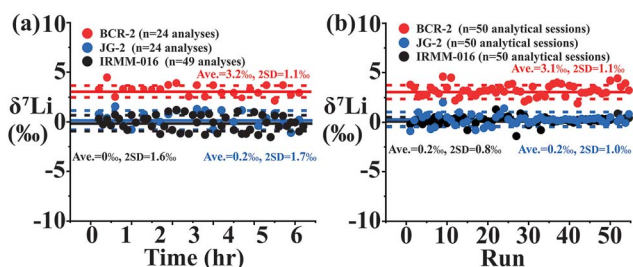 (a)
BCR-2 (n=24 analyses)
JG-2 (n=24 analyses)
IRMM-016 (n=49 analyses)
Ave.=3.2‰, 2SD=1.1‰
Ave.=0‰, 2SD=1.6‰
Ave.=0.2‰, 2SD=1.7‰
δ⁷Li
(‰)
10
5
0
-5
-10
0 1 2 3 4 5 6
Time (hr)
(b)
BCR-2 (n=50 analytical sessions)
JG-2 (n=50 analytical sessions)
IRMM-016 (n=50 analytical sessions)
Ave.=3.1‰, 2SD=1.1‰
Ave.=0.2‰, 2SD=0.8‰
Ave.=0.2‰, 2SD=1.0‰
δ⁷Li
(‰)
10
5
0
-5
-10
0 10 20 30 40 50
Run